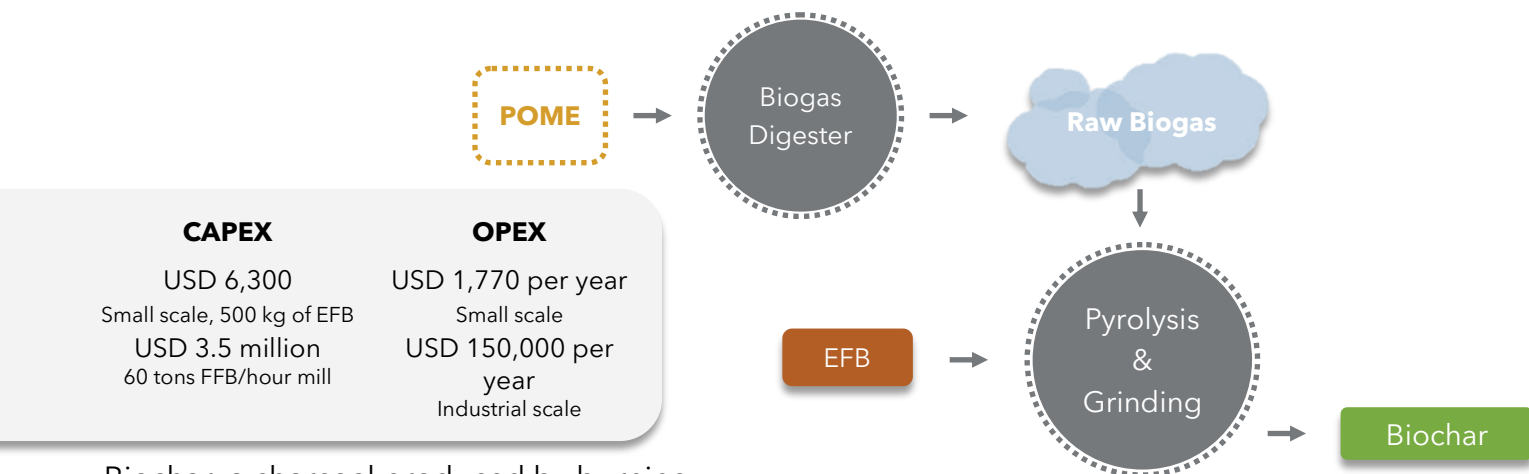 POME
Biogas
Digester
Raw Biogas
CAPEX
USD 6,300
Small scale, 500 kg of EFB
USD 3.5 million
60 tons FFB/hour mill
OPEX
USD 1,770 per year
Small scale
USD 150,000 per
year
Industrial scale
EFB
Pyrolysis
&
Grinding
Biochar